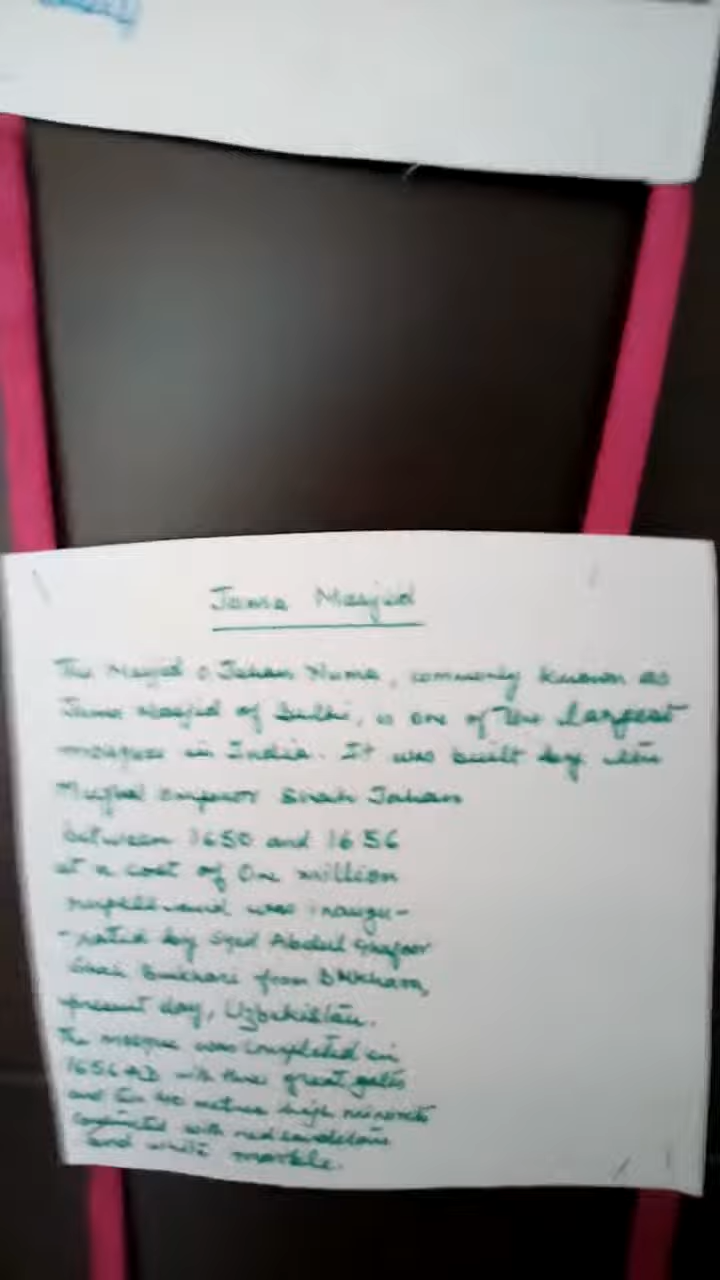 Jama Masjid
The Masjid e Jahan Numa, commonly known as
Jama Masjid of Delhi, is one of the largest
mosques in India. It was built by the
Mughal emperor Shah Jahan
between 1650 and 1656
at a cost of One million
rupees and was inaugu-
-rated by Syed Abdul Ghafoor
Shah Bukhari from Bukhara,
present day, Uzbekistan.
The mosque was completed in
1656 AD with three great gates
and two 40 metres high minarets
constructed with red sandstone
and white marble.